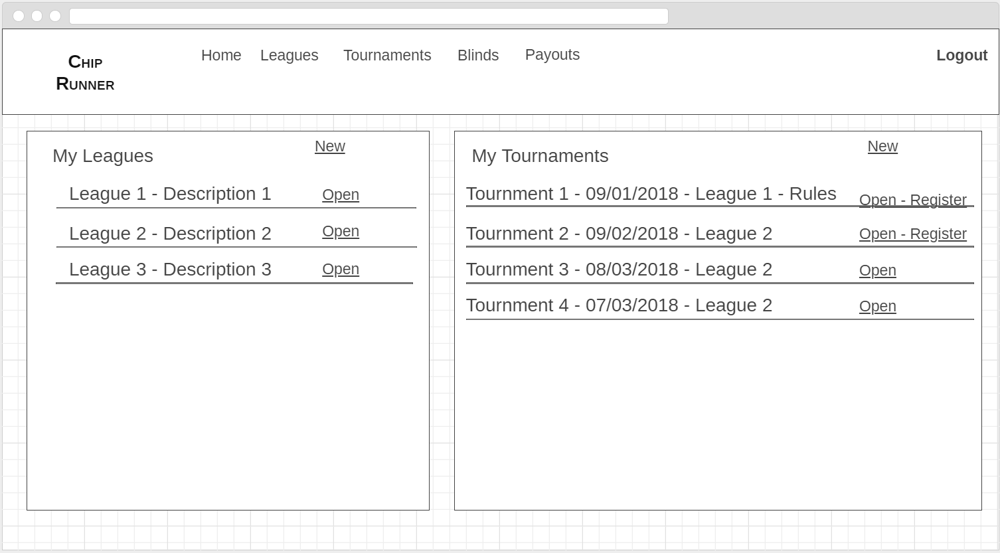 CHIP
RUNNER
Home Leagues Tournaments Blinds Payouts Logout
My Leagues New
League 1 - Description 1 Open
League 2 - Description 2 Open
League 3 - Description 3 Open
My Tournaments New
Tournment 1 - 09/01/2018 - League 1 - Rules Open - Register
Tournment 2 - 09/02/2018 - League 2 Open - Register
Tournment 3 - 08/03/2018 - League 2 Open
Tournment 4 - 07/03/2018 - League 2 Open